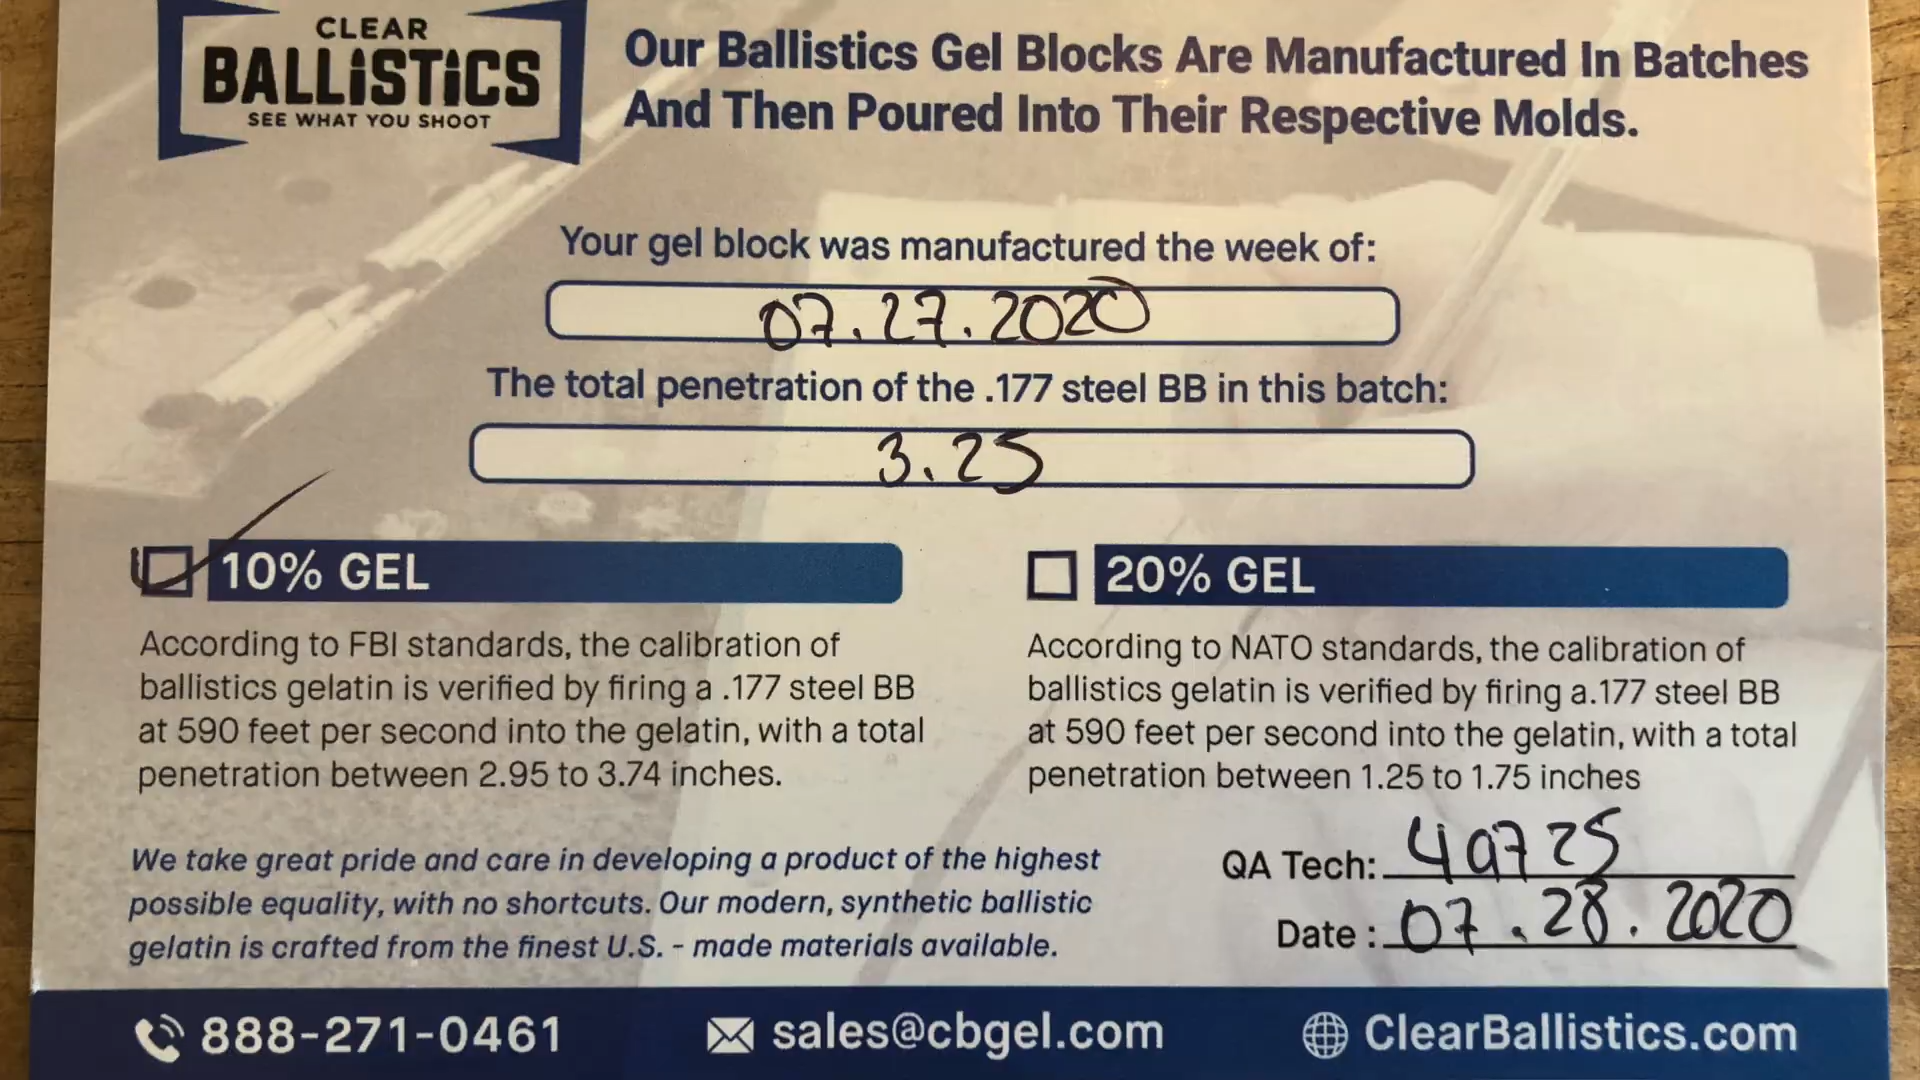 CLEAR
BALLiSTiCS
SEE WHAT YOU SHOOT
Our Ballistics Gel Blocks Are Manufactured In Batches
And Then Poured Into Their Respective Molds.
Your gel block was manufactured the week of:
07.27.2020
The total penetration of the .177 steel BB in this batch:
3.25
10% GEL
According to FBI standards, the calibration of
ballistics gelatin is verified by firing a .177 steel BB
at 590 feet per second into the gelatin, with a total
penetration between 2.95 to 3.74 inches.
20% GEL
According to NATO standards, the calibration of
ballistics gelatin is verified by firing a.177 steel BB
at 590 feet per second into the gelatin, with a total
penetration between 1.25 to 1.75 inches
We take great pride and care in developing a product of the highest
possible equality, with no shortcuts. Our modern, synthetic ballistic
gelatin is crafted from the finest U.S. - made materials available.
QA Tech: 49725
Date : 07.28.2020
888-271-0461
sales@cbgel.com
ClearBallistics.com